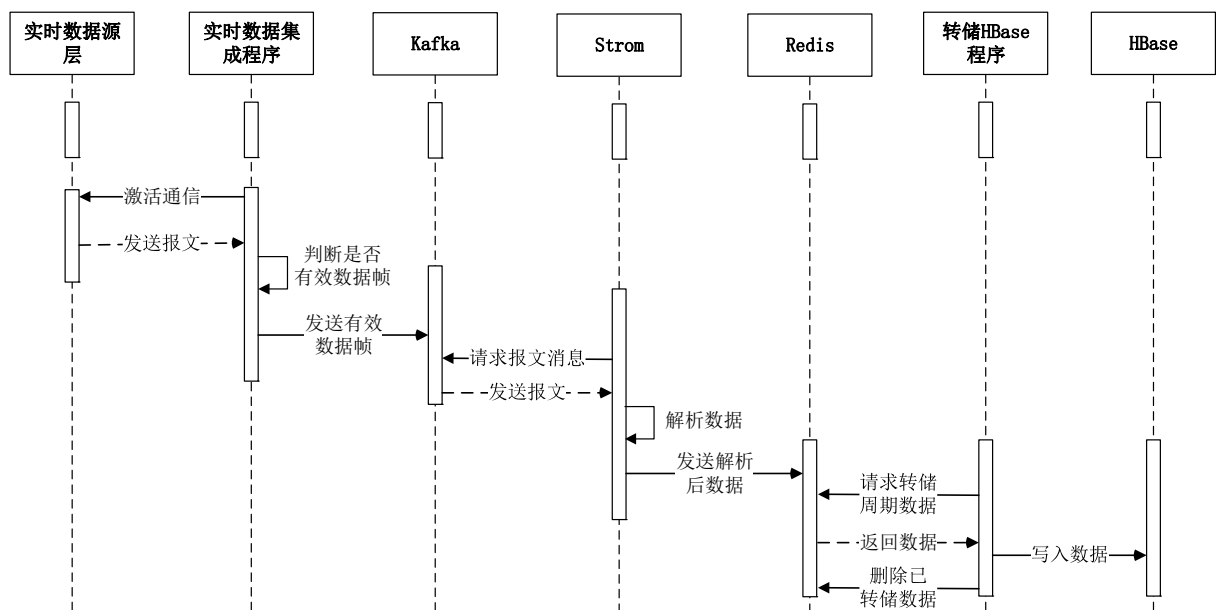 实时数据源
层
实时数据集
成程序
Kafka
Strom
Redis
转储HBase
程序
HBase
激活通信
发送报文
判断是否
有效数据帧
发送有效
数据帧
请求报文消息
发送报文
解析数据
发送解析
后数据
请求转储
周期数据
返回数据
写入数据
删除已
转储数据